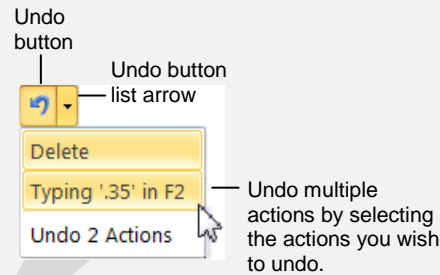 Undo
button
Undo button
list arrow
Delete
Typing '.35' in F2
Undo 2 Actions
Undo multiple
actions by selecting
the actions you wish
to undo.